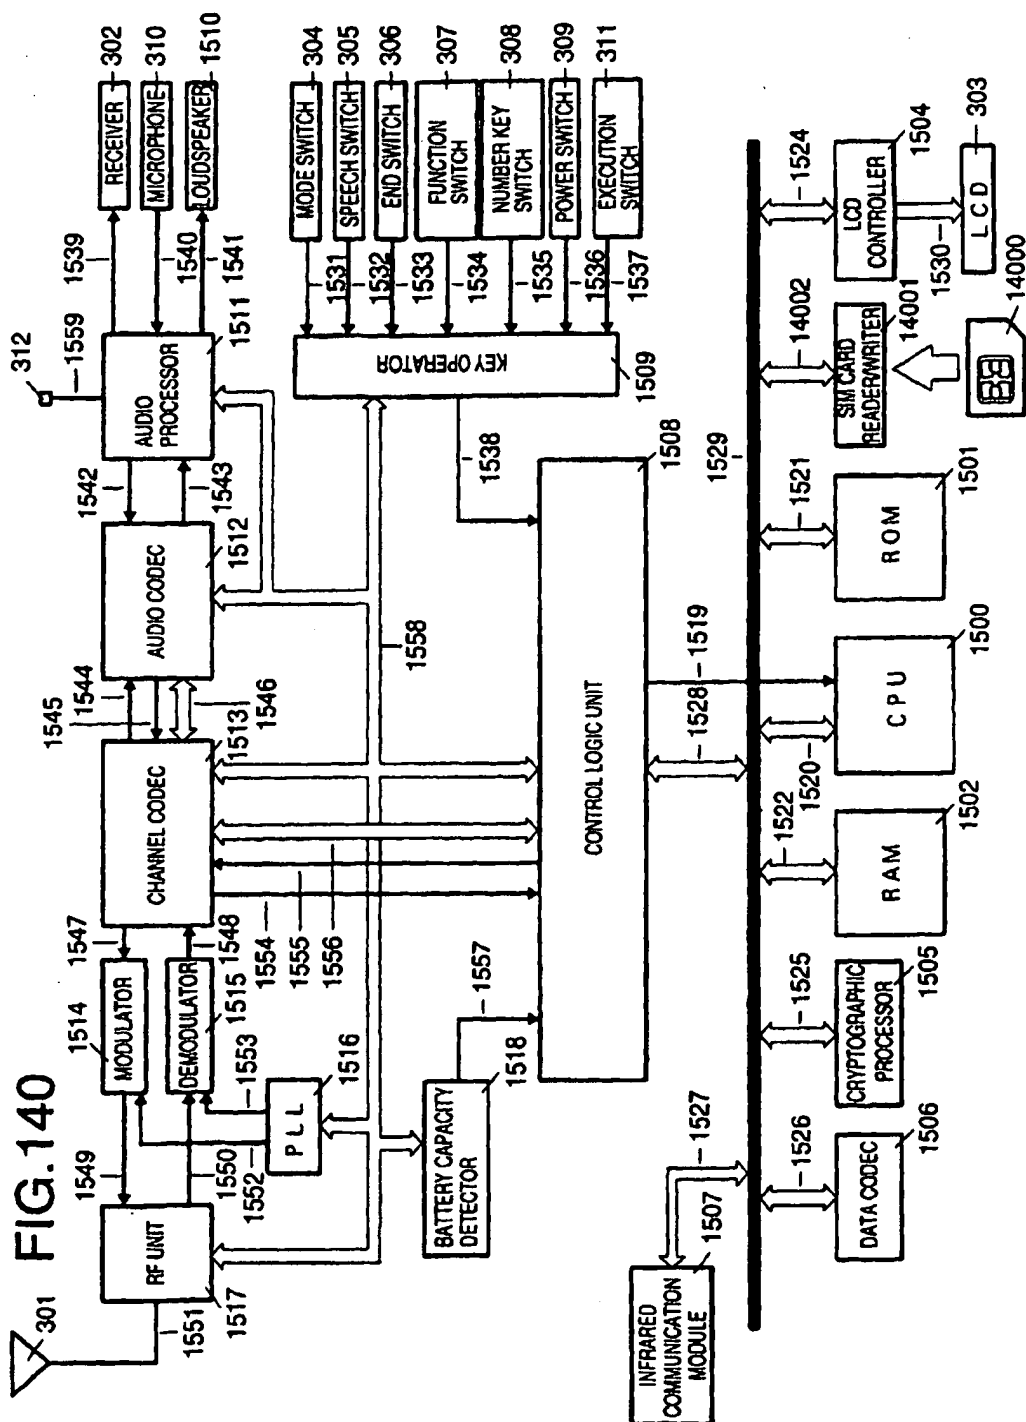 FIG.140
301
1551
RF UNIT
1517
1549
1550
1552
1514
MODULATOR
DEMODULATOR
1515
1553
PLL
1516
1547
1548
CHANNEL CODEC
1513
1545
1544
1546
AUDIO CODEC
1512
1542
1543
312
1559
AUDIO PROCESSOR
1511
1539
1540
1541
RECEIVER
302
MICROPHONE
310
LOUDSPEAKER
1510
MODE SWITCH
304
SPEECH SWITCH
305
END SWITCH
306
FUNCTION SWITCH
307
NUMBER KEY SWITCH
308
POWER SWITCH
309
EXECUTION SWITCH
311
1531
1532
1533
1534
1535
1536
1537
KEY OPERATOR
1509
1538
1558
1554
1555
1556
BATTERY CAPACITY DETECTOR
1518
1557
CONTROL LOGIC UNIT
1508
INFRARED COMMUNICATION MODULE
1507
1527
1528
1519
1529
1526
DATA CODEC
1506
1525
CRYPTOGRAPHIC PROCESSOR
1505
1522
RAM
1502
1520
CPU
1500
1521
ROM
1501
14002
SIM CARD READER/WRITER
14001
14000
1524
LCD CONTROLLER
1504
1530
LCD
303